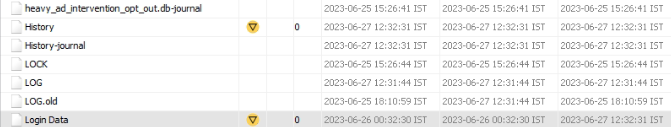 heavy_ad_intervention_opt_out.db-journal 2023-06-25 15:26:41 IST 2023-06-25 15:26:41 IST 2023-06-25 15:26:41 IST
History 0 2023-06-27 12:32:31 IST 2023-06-27 12:32:31 IST 2023-06-27 12:32:31 IST
History-journal 2023-06-27 12:32:31 IST 2023-06-27 12:32:31 IST 2023-06-27 12:32:31 IST
LOCK 2023-06-25 15:26:44 IST 2023-06-25 15:26:44 IST 2023-06-25 15:26:44 IST
LOG 2023-06-27 12:31:44 IST 2023-06-27 12:31:44 IST 2023-06-27 12:31:44 IST
LOG.old 2023-06-25 18:10:59 IST 2023-06-27 12:31:44 IST 2023-06-25 18:10:59 IST
Login Data 0 2023-06-26 00:32:30 IST 2023-06-26 00:32:30 IST 2023-06-27 12:32:31 IST